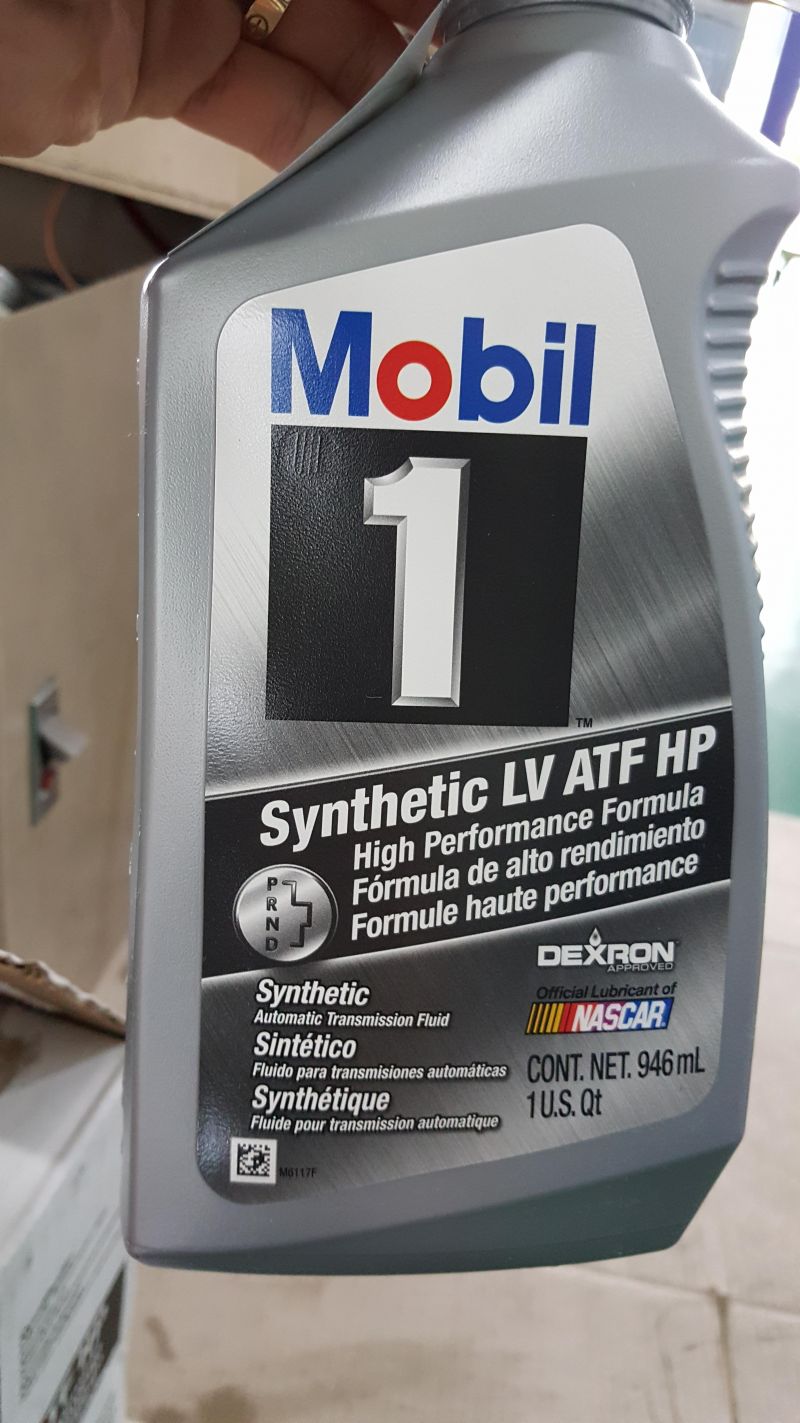 Mobil
1
TM
Synthetic LV ATF HP
High Performance Formula
Fórmula de alto rendimiento
Formule haute performance
P
R
N
D
DEXRON
APPROVED
Synthetic
Automatic Transmission Fluid
Sintético
Fluido para transmisiones automáticas
Synthétique
Fluide pour transmission automatique
Official Lubricant of
NASCAR
CONT. NET. 946 mL
1 U.S. Qt
M6117F